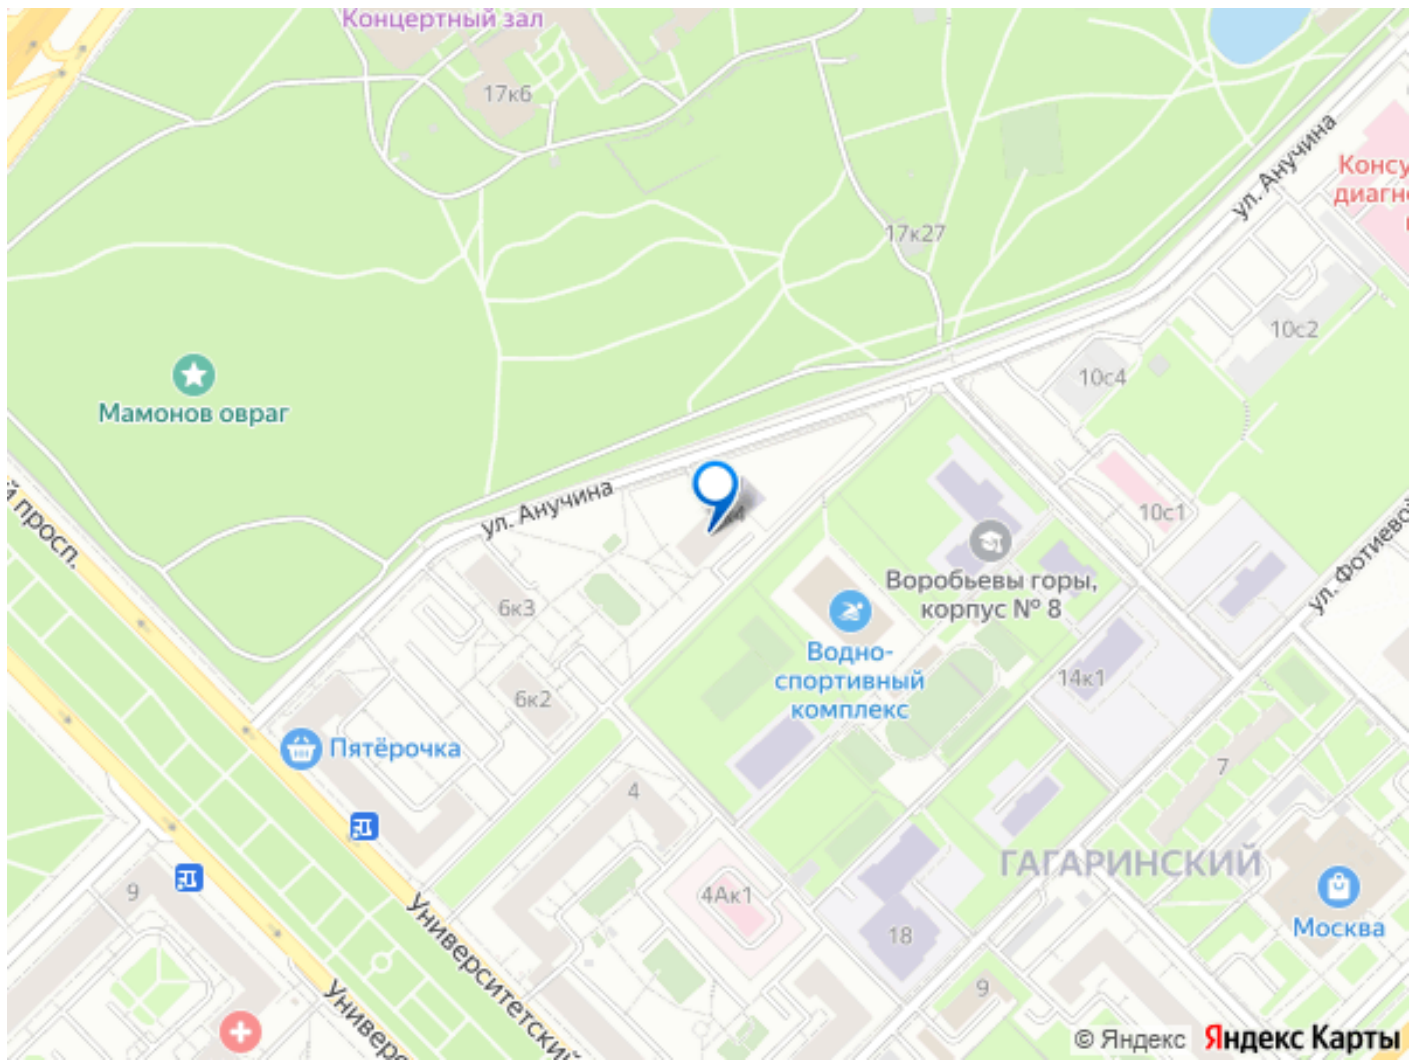 Концертный зал
17к6
ул. Анучина
17к27
10с2
10с4
Мамонов овраг
ул. Анучина
10с1
Воробьевы горы,
корпус № 8
6к3
ул. Фотиевой
Водно-
спортивный
комплекс
14к1
6к2
Пятёрочка
4
7
ГАГАРИНСКИЙ
9
4Ак1
Москва
18
Университетский
9
© Яндекс
Яндекс Карты
просп.